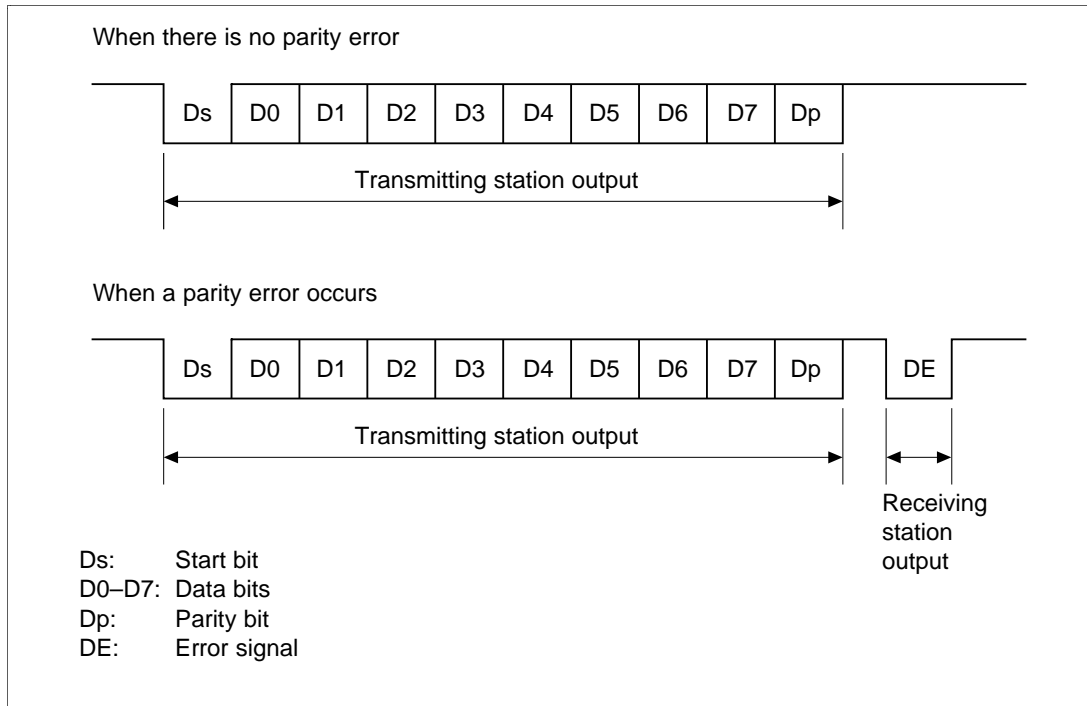 When there is no parity error
Ds D0 D1 D2 D3 D4 D5 D6 D7 Dp
Transmitting station output
When a parity error occurs
Ds D0 D1 D2 D3 D4 D5 D6 D7 Dp DE
Transmitting station output
Receiving
station
output
Ds: Start bit
D0–D7: Data bits
Dp: Parity bit
DE: Error signal